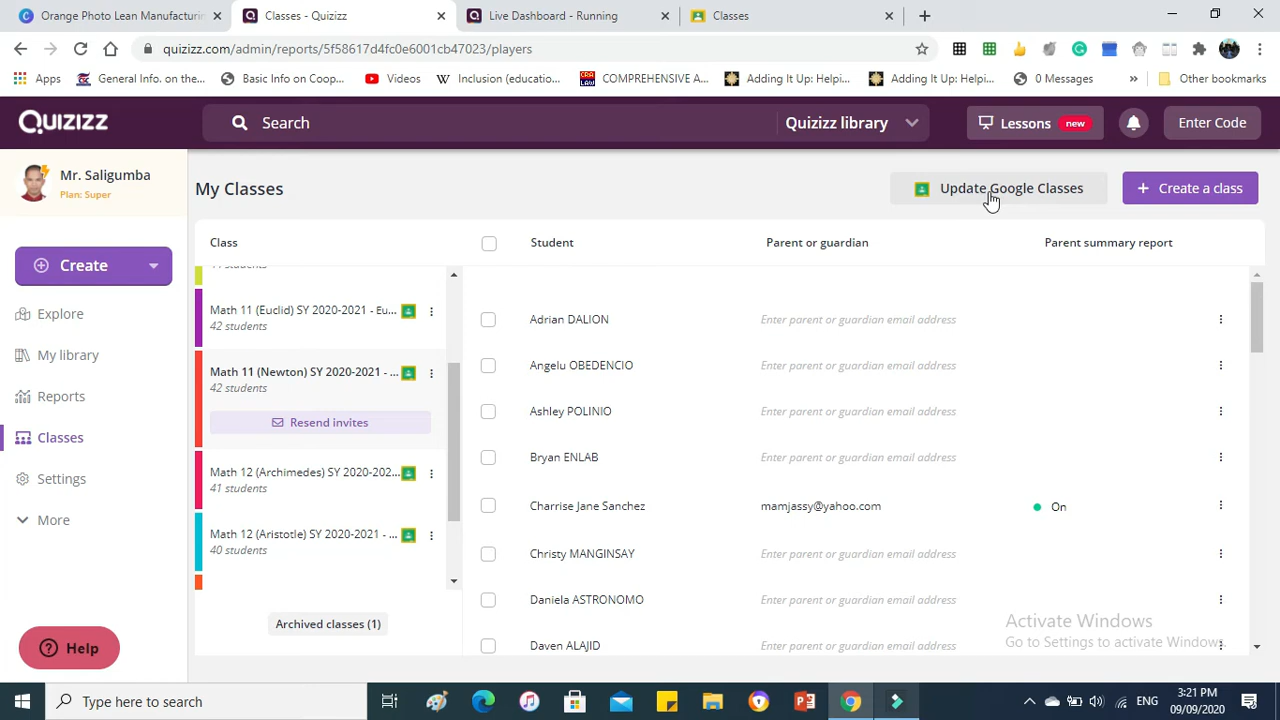 Orange Photo Lean Manufacturin
Classes - Quizizz
Live Dashboard - Running
Classes
quizizz.com/admin/reports/5f58617d4fc0e6001cb47023/players
Apps
General Info. on the...
Basic Info on Coop...
Videos
Inclusion (educatio...
COMPREHENSIVE A...
Adding It Up: Helpi...
Adding It Up: Helpi...
0 Messages
Other bookmarks
Quizizz
Search
Quizizz library
Lessons new
Enter Code
Mr. Saligumba
Plan: Super
Create
Explore
My library
Reports
Classes
Settings
More
Help
My Classes
Update Google Classes
+ Create a class
Class
Student
Parent or guardian
Parent summary report
Math 11 (Euclid) SY 2020-2021 - Eu...
42 students
Math 11 (Newton) SY 2020-2021 - ...
42 students
Resend invites
Math 12 (Archimedes) SY 2020-202...
41 students
Math 12 (Aristotle) SY 2020-2021 - ...
40 students
Archived classes (1)
Adrian DALION Enter parent or guardian email address
Angelu OBEDENCIO Enter parent or guardian email address
Ashley POLINIO Enter parent or guardian email address
Bryan ENLAB Enter parent or guardian email address
Charrise Jane Sanchez mamjassy@yahoo.com On
Christy MANGINSAY Enter parent or guardian email address
Daniela ASTRONOMO Enter parent or guardian email address
Daven ALAJID Enter parent or guardian email address
Activate Windows
Go to Settings to activate Windows.
Type here to search
ENG
3:21 PM
09/09/2020